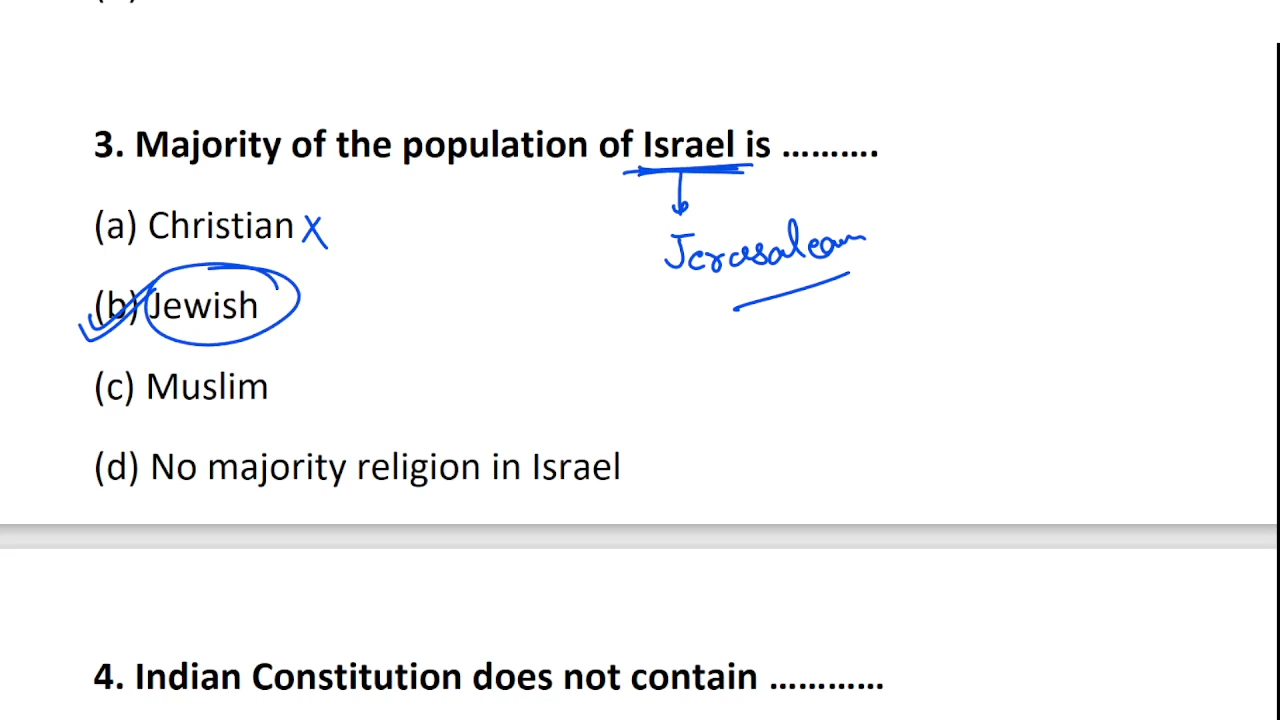 3. Majority of the population of Israel is ..........
(a) Christian X
Jerusaleam
(b) Jewish
(c) Muslim
(d) No majority religion in Israel
4. Indian Constitution does not contain ............